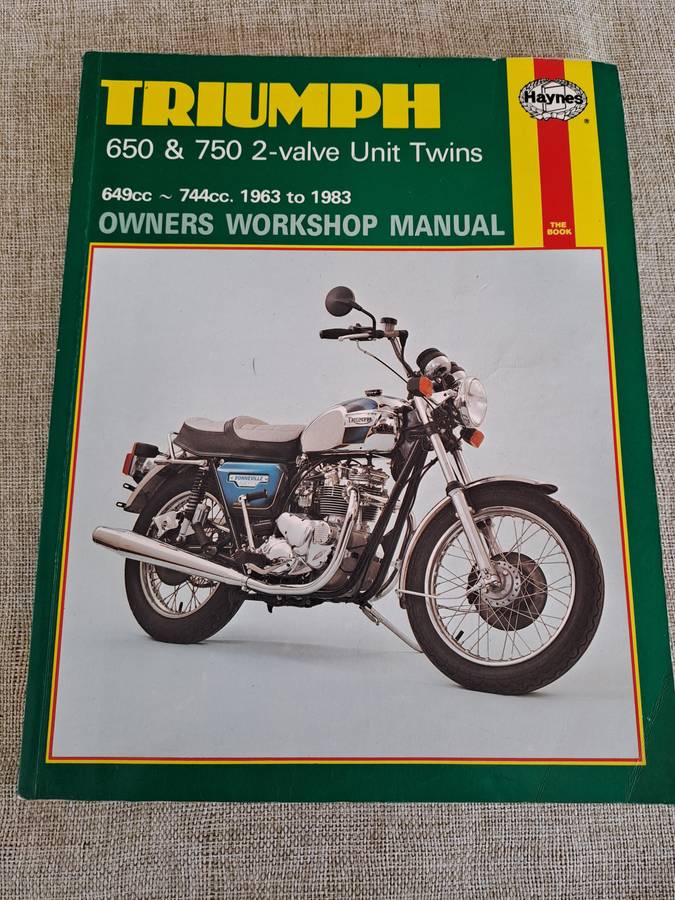 TRIUMPH
650 & 750 2-valve Unit Twins
649cc ~ 744cc. 1963 to 1983
OWNERS WORKSHOP MANUAL
Haynes
®
THE
BOOK
TRIUMPH
BONNEVILLE